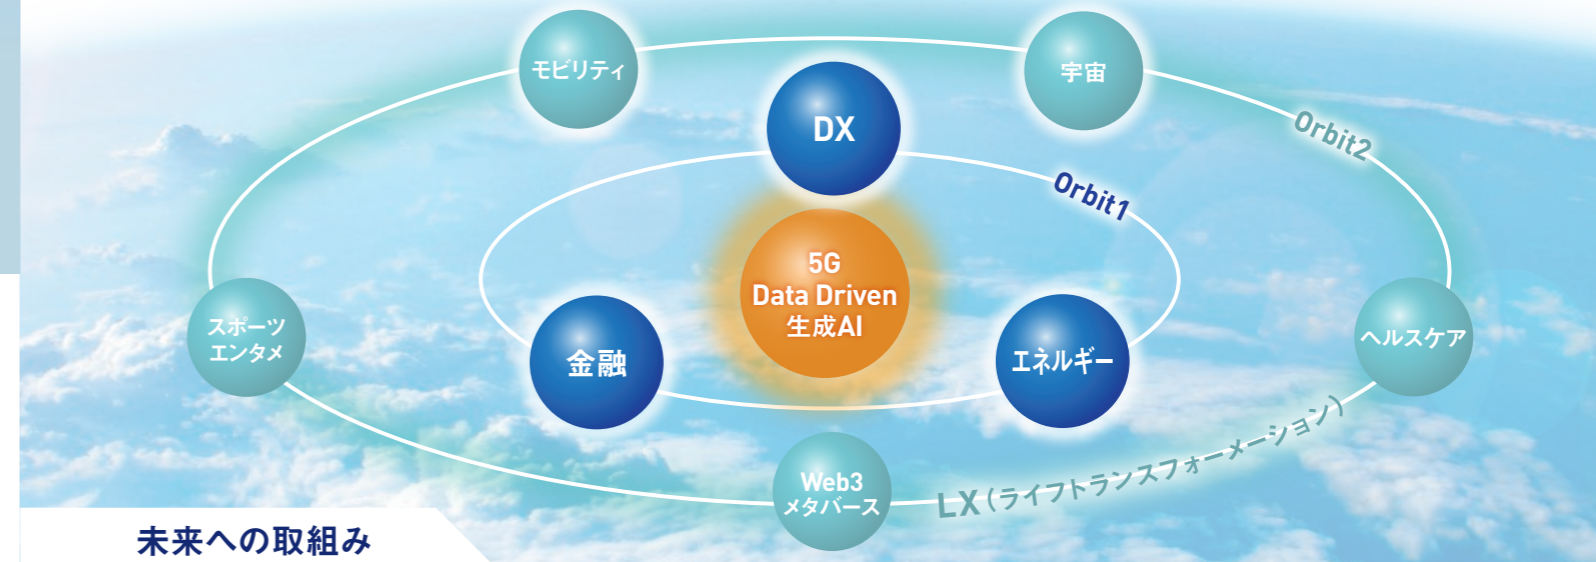 モビリティ
宇宙
DX
Orbit2
Orbit1
5G
Data Driven
生成AI
スポーツ
エンタメ
金融
エネルギー
ヘルスケア
Web3
メタバース
LX(ライフトランスフォーメーション)
未来への取組み